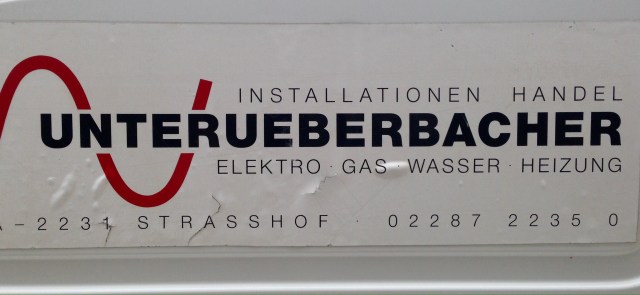 INSTALLATIONEN HANDEL
UNTERUEBERBACHER
ELEKTRO · GAS · WASSER · HEIZUNG
A-2231 STRASSHOF · 02287 2235 0